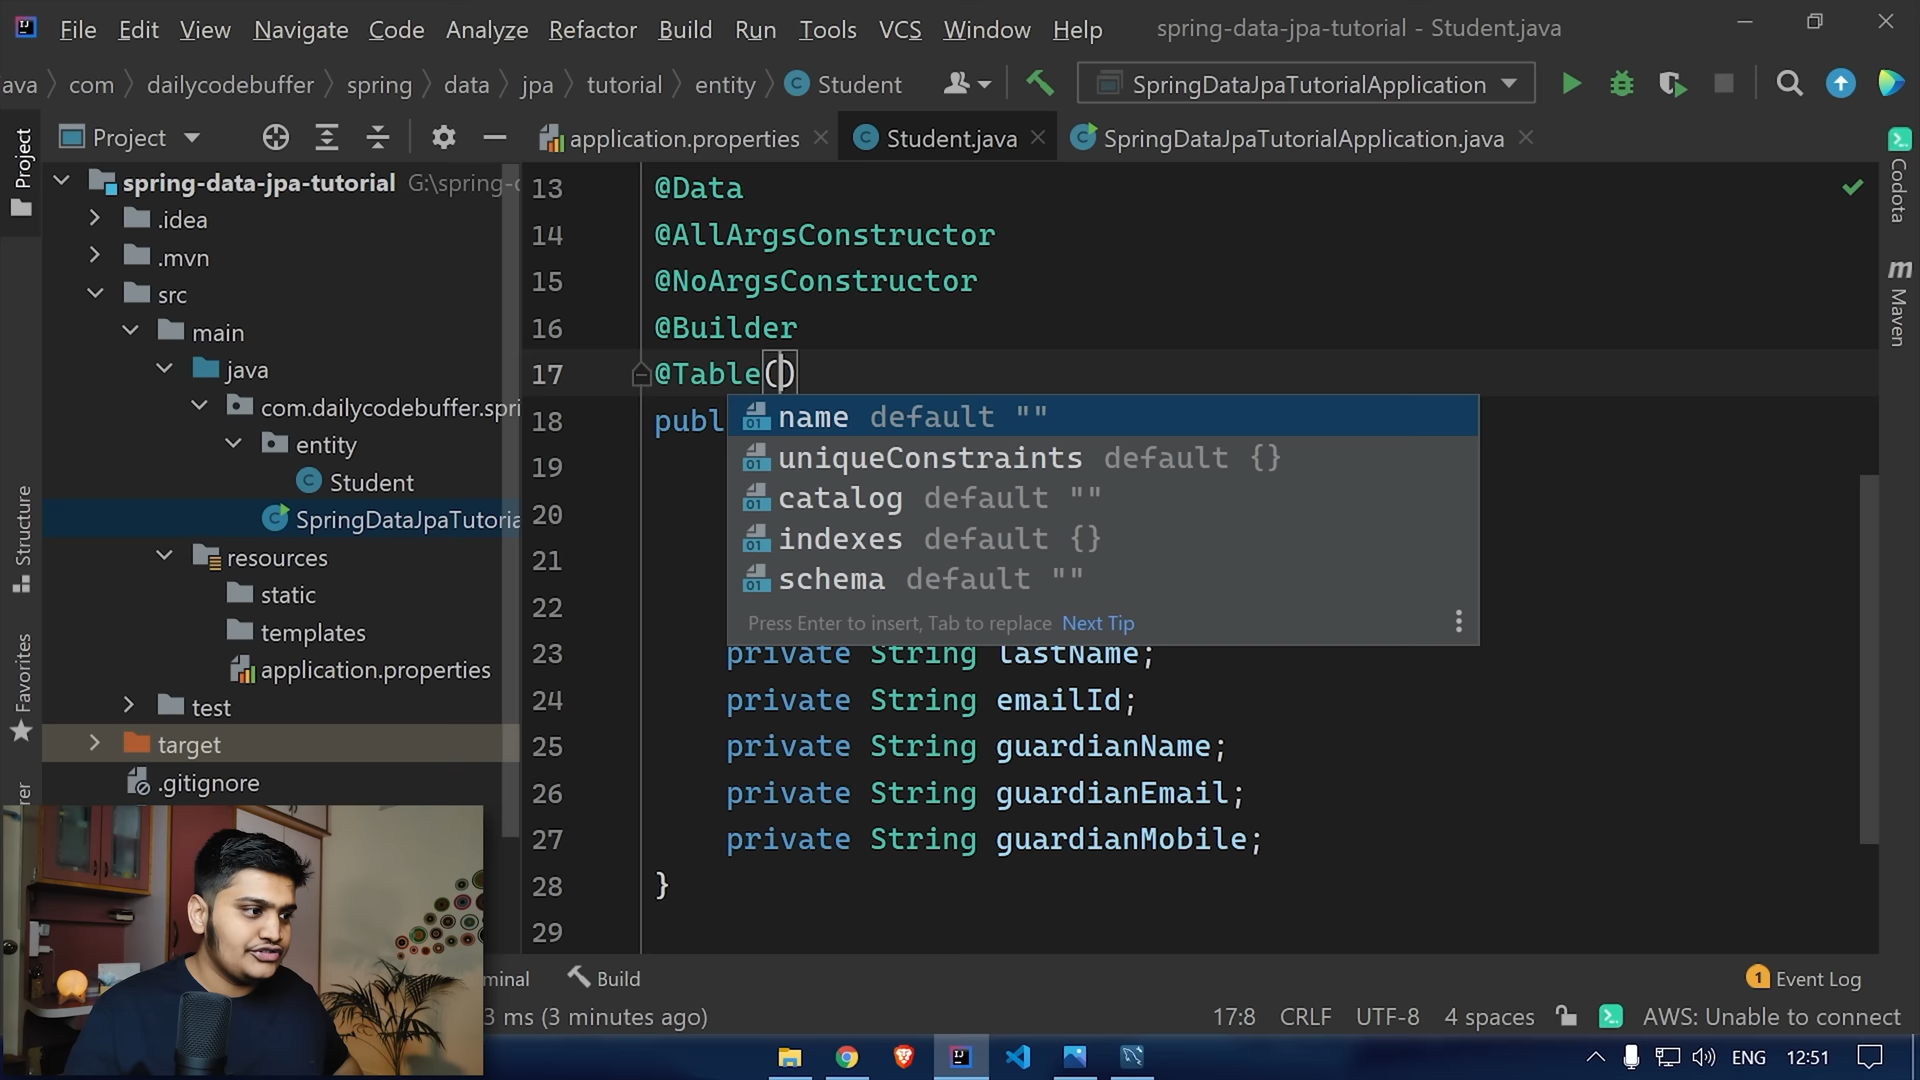 File Edit View Navigate Code Analyze Refactor Build Run Tools VCS Window Help spring-data-jpa-tutorial - Student.java
ava com dailycodebuffer spring data jpa tutorial entity Student SpringDataJpaTutorialApplication
Project
application.properties Student.java SpringDataJpaTutorialApplication.java
Project
Structure
Favorites
rer
spring-data-jpa-tutorial G:\spring-d
.idea
.mvn
src
main
java
com.dailycodebuffer.spri
entity
Student
SpringDataJpaTutoria
resources
static
templates
application.properties
test
target
.gitignore
13 @Data
14 @AllArgsConstructor
15 @NoArgsConstructor
16 @Builder
17 @Table()
18 publ
19
20
21
22
name default ""
uniqueConstraints default {}
catalog default ""
indexes default {}
schema default ""
Press Enter to insert, Tab to replace Next Tip
23 private String lastName;
24 private String emailId;
25 private String guardianName;
26 private String guardianEmail;
27 private String guardianMobile;
28 }
29
Codota
Maven
minal Build 1 Event Log
3 ms (3 minutes ago) 17:8 CRLF UTF-8 4 spaces AWS: Unable to connect
ENG 12:51